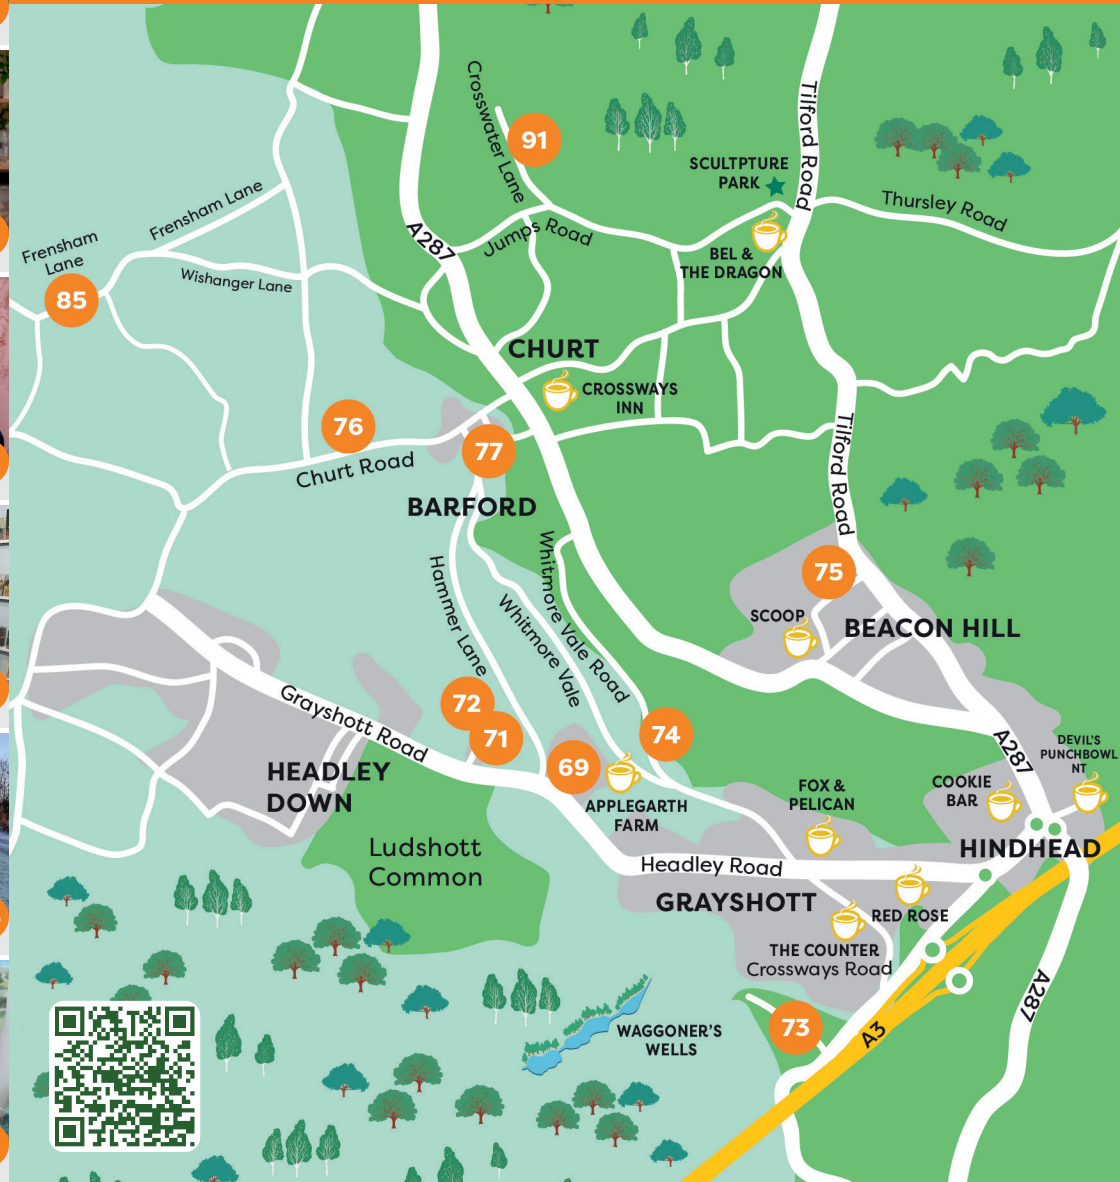 Crosswater Lane
91
Tilford Road
SCULTPTURE
PARK
Thursley Road
Frensham Lane
Frensham
Lane
A287
Jumps Road
BEL &
THE DRAGON
Wishanger Lane
85
CHURT
CROSSWAYS
INN
76
77
Churt Road
Tilford Road
BARFORD
Hammer Lane
Whitmore Vale Road
Whitmore Vale
75
SCOOP
BEACON HILL
Grayshott Road
72
71
74
69
A287
DEVIL'S
PUNCHBOWL
NT
HEADLEY
DOWN
APPLEGARTH
FARM
FOX &
PELICAN
COOKIE
BAR
Ludshott
Common
HINDHEAD
Headley Road
GRAYSHOTT
RED ROSE
THE COUNTER
Crossways Road
A287
WAGGONER'S
WELLS
73
A3